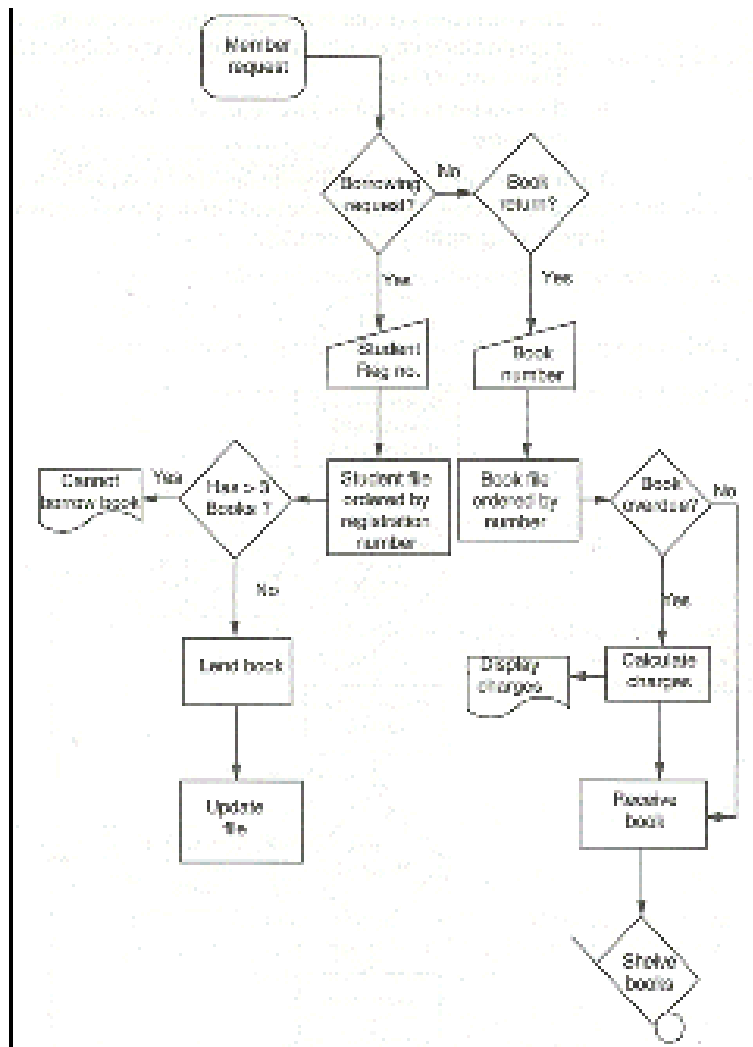 Member
request
Borrowing
request?
No
Book
return?
Yes
Yes
Student
Reg no.
Book
number
Cannot
borrow book
Yes
Has
Books ?
Student file
ordered by
registration
number
Book file
ordered by
number
Book
overdue?
No
No
Yes
Lend book
Display
charges
Calculate
charges
Update
file
Receive
book
Shelve
books